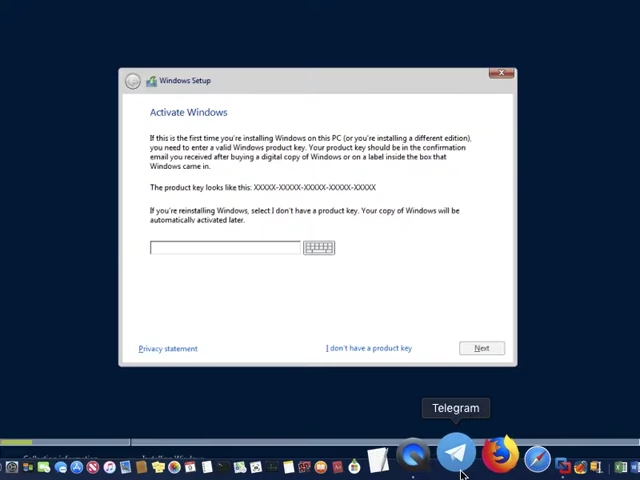 Windows Setup
Activate Windows
If this is the first time you're installing Windows on this PC (or you're installing a different edition),
you need to enter a valid Windows product key. Your product key should be in the confirmation
email you received after buying a digital copy of Windows or on a label inside the box that
Windows came in.
The product key looks like this: XXXXX-XXXXX-XXXXX-XXXXX-XXXXX
If you're reinstalling Windows, select I don't have a product key. Your copy of Windows will be
automatically activated later.
Privacy statement
I don't have a product key
Next
Telegram
Collecting information
Installing Windows